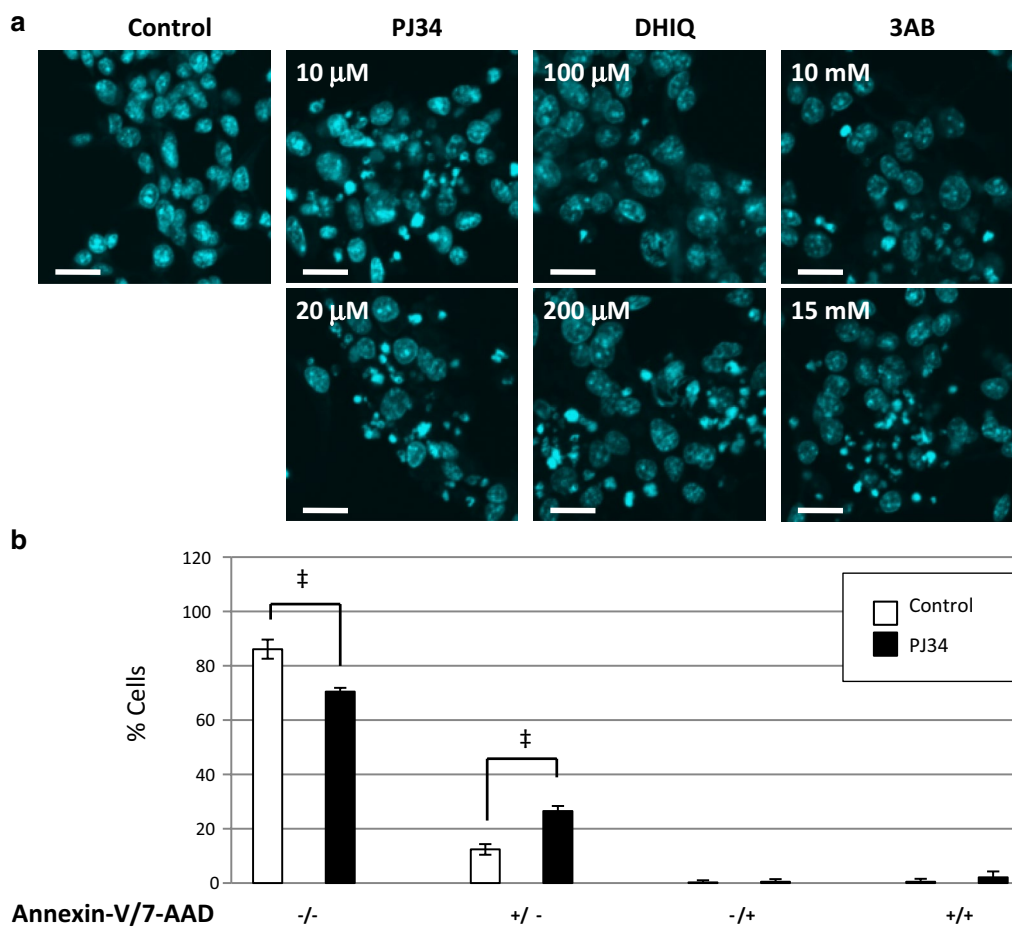 a
Control PJ34 DHIQ 3AB
10 μM 100 μM 10 mM
20 μM 200 μM 15 mM
b
120
100
80
60
40
20
0
% Cells
‡
‡
Control
PJ34
Annexin-V/7-AAD -/- +/ - -/+ +/+